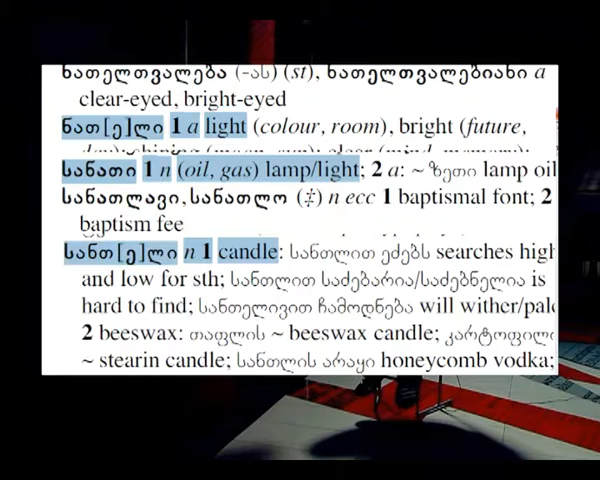 ნათელთვალება (-ას) (st), ნათელთვალებიანი a
clear-eyed, bright-eyed
ნათ[ე]ლი 1 a light (colour, room), bright (future,
სანათი 1 n (oil, gas) lamp/light; 2 a: ~ ზეთი lamp oil
სანათლავი, სანათლო (‡) n ecc 1 baptismal font; 2
baptism fee
სანთ[ე]ლი n 1 candle: სანთლით ეძებს searches high
and low for sth; სანთლით საძებარია/საძებნელია is
hard to find; სანთელივით ჩამოდნება will wither/pale
2 beeswax: თაფლის ~ beeswax candle;
~ stearin candle; სანთლის არაყი honeycomb vodka;